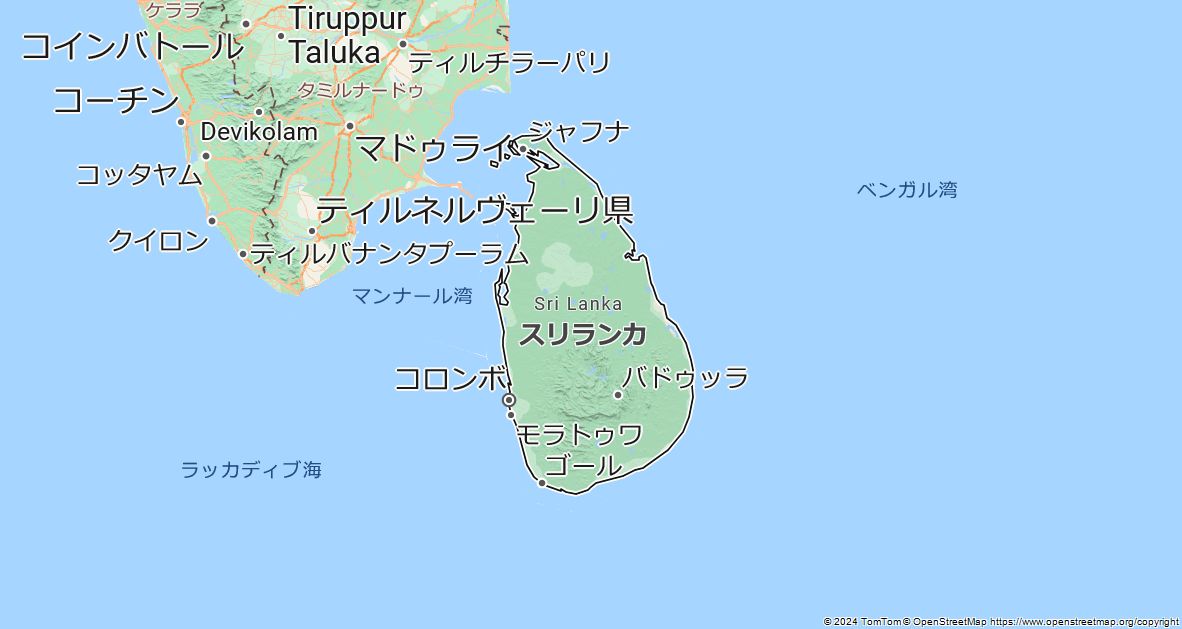 ケララ
Tiruppur
Taluka
コインバトール
ティルチラーパリ
タミルナードゥ
コーチン
Devikolam
ジャフナ
マドゥライ
コッタヤム
ベンガル湾
ティルネルヴェーリ県
クイロン
ティルバナンタプーラム
マンナール湾
Sri Lanka
スリランカ
コロンボ
バドゥッラ
モラトゥワ
ゴール
ラッカディブ海
© 2024 TomTom © OpenStreetMap https://www.openstreetmap.org/copyright